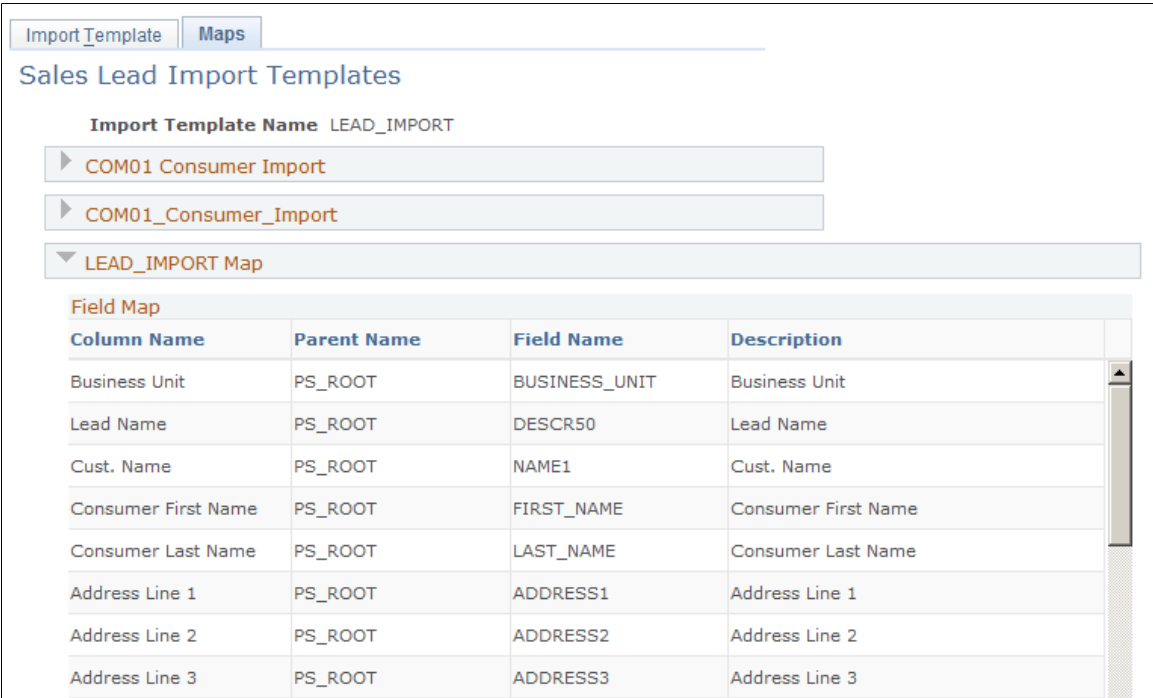 Import Template Maps
Sales Lead Import Templates
Import Template Name LEAD_IMPORT
COM01 Consumer Import
COM01_Consumer_Import
LEAD_IMPORT Map
Field Map
Column Name Parent Name Field Name Description
Business Unit PS_ROOT BUSINESS_UNIT Business Unit
Lead Name PS_ROOT DESCR50 Lead Name
Cust. Name PS_ROOT NAME1 Cust. Name
Consumer First Name PS_ROOT FIRST_NAME Consumer First Name
Consumer Last Name PS_ROOT LAST_NAME Consumer Last Name
Address Line 1 PS_ROOT ADDRESS1 Address Line 1
Address Line 2 PS_ROOT ADDRESS2 Address Line 2
Address Line 3 PS_ROOT ADDRESS3 Address Line 3